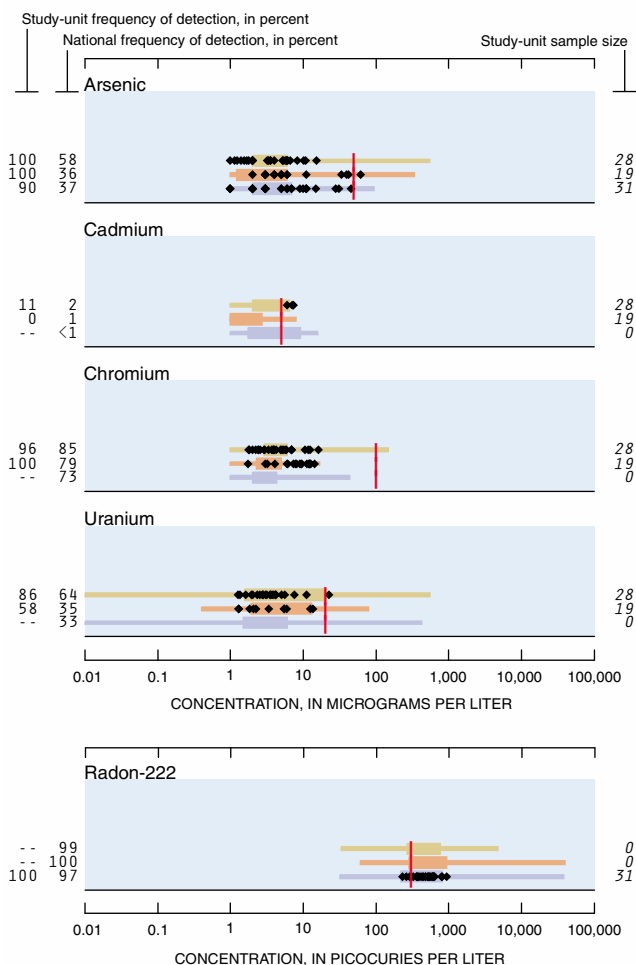 Study-unit frequency of detection, in percent
National frequency of detection, in percent
Study-unit sample size
Arsenic
100 58 28
100 36 19
90 37 31
Cadmium
11 2 28
0 1 19
-- <1 0
Chromium
96 85 28
100 79 19
-- 73 0
Uranium
86 64 28
58 35 19
-- 33 0
0.01 0.1 1 10 100 1,000 10,000 100,000
CONCENTRATION, IN MICROGRAMS PER LITER
Radon-222
-- 99 0
-- 100 0
100 97 31
0.01 0.1 1 10 100 1,000 10,000 100,000
CONCENTRATION, IN PICOCURIES PER LITER